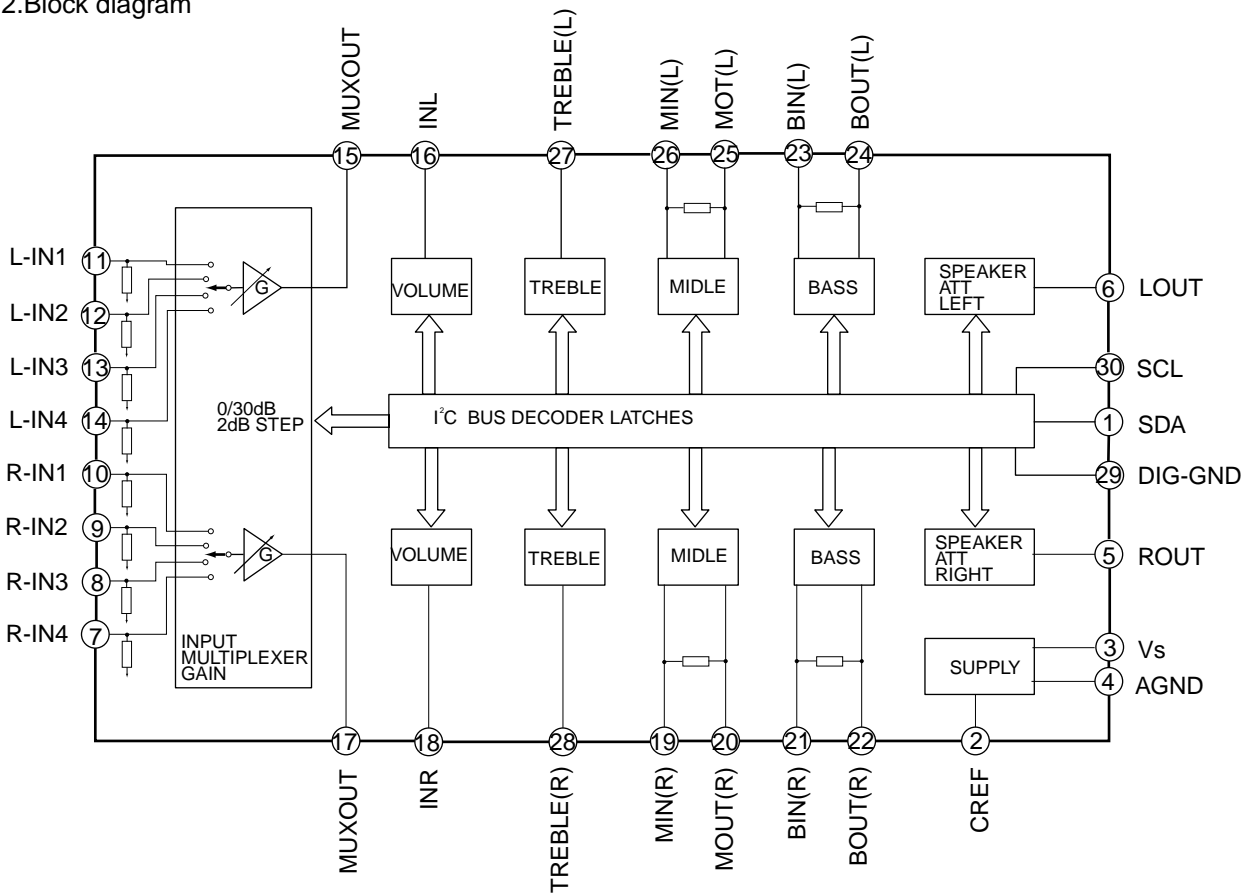 2.Block diagram
MUXOUT
INL
TREBLE(L)
MIN(L)
MOT(L)
BIN(L)
BOUT(L)
15
16
27
26
25
23
24
L-IN1
11
L-IN2
12
L-IN3
13
L-IN4
14
R-IN1
10
R-IN2
9
R-IN3
8
R-IN4
7
G
0/30dB
2dB STEP
G
INPUT
MULTIPLEXER
GAIN
VOLUME
TREBLE
MIDLE
BASS
SPEAKER
ATT
LEFT
I²C BUS DECODER LATCHES
VOLUME
TREBLE
MIDLE
BASS
SPEAKER
ATT
RIGHT
SUPPLY
6
LOUT
30
SCL
1
SDA
29
DIG-GND
5
ROUT
3
Vs
4
AGND
17
18
28
19
20
21
22
2
MUXOUT
INR
TREBLE(R)
MIN(R)
MOUT(R)
BIN(R)
BOUT(R)
CREF